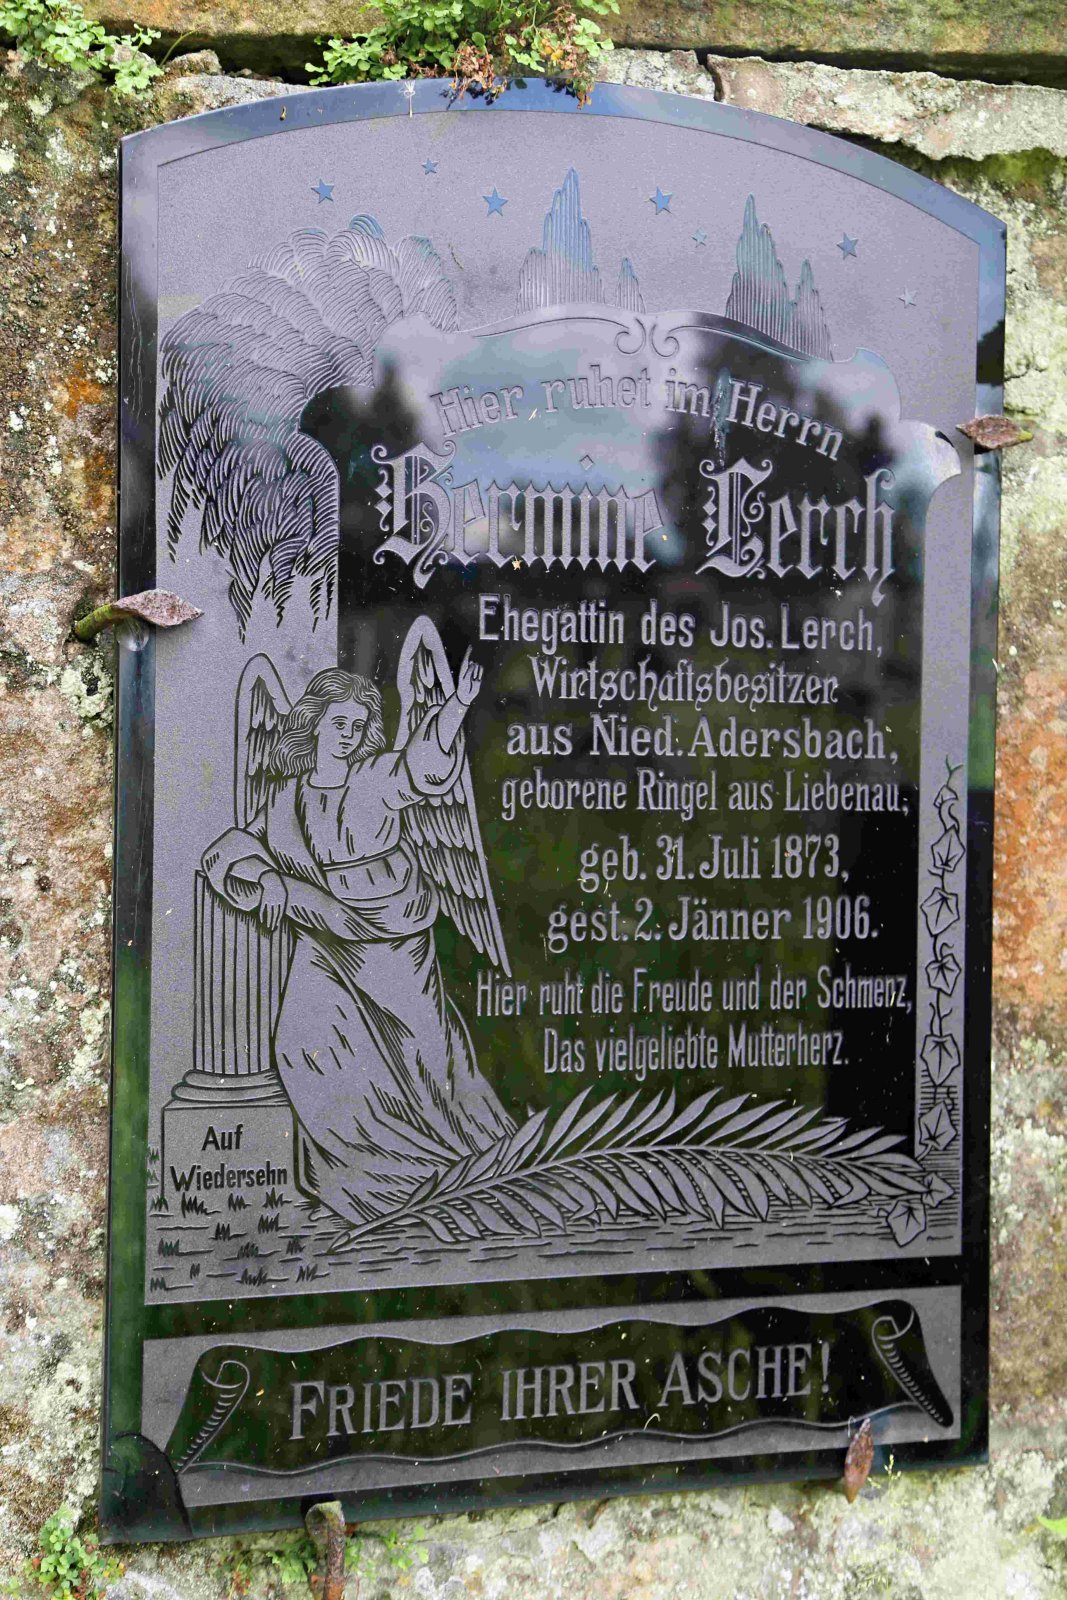 Hier ruhet im Herrn
Hermine Lerch
Ehegattin des Jos. Lerch,
Wirtschaftsbesitzer
aus Nied. Adersbach,
geborene Ringel aus Liebenau,
geb. 31. Juli 1873,
gest. 2. Jänner 1906.
Hier ruht die Freude und der Schmerz,
Das vielgeliebte Mutterherz.
Auf
Wiedersehn
FRIEDE IHRER ASCHE!